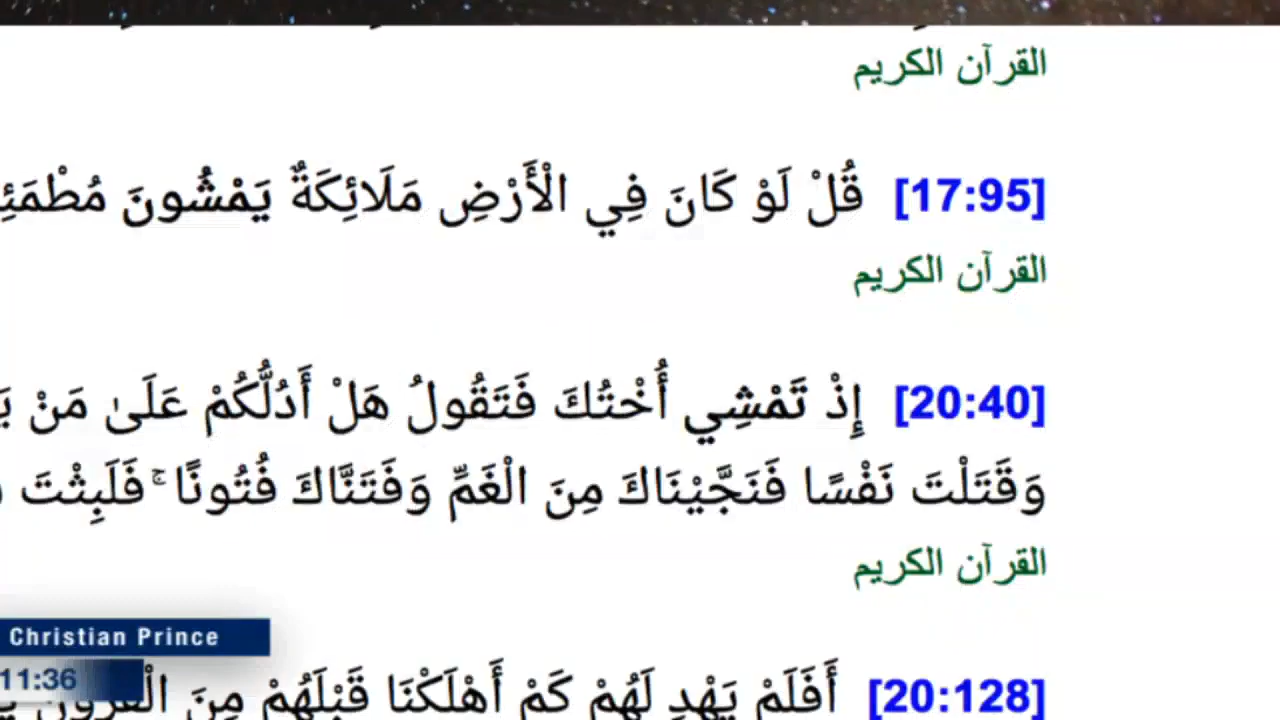 القرآن الكريم
[17:95] قُلْ لَوْ كَانَ فِي الْأَرْضِ مَلَائِكَةٌ يَمْشُونَ
القرآن الكريم
[20:40] إِذْ تَمْشِي أُخْتُكَ فَتَقُولُ هَلْ أَدُلُّكُمْ عَلَىٰ مَنْ
وَقَتَلْتَ نَفْسًا فَنَجَّيْنَاكَ مِنَ الْغَمِّ وَفَتَنَّاكَ فُتُونًا ۚ فَلَبِثْتَ
القرآن الكريم
Christian Prince
[20:128] أَفَلَمْ يَهْدِ لَهُمْ كَمْ أَهْلَكْنَا قَبْلَهُمْ مِنَ
11:36